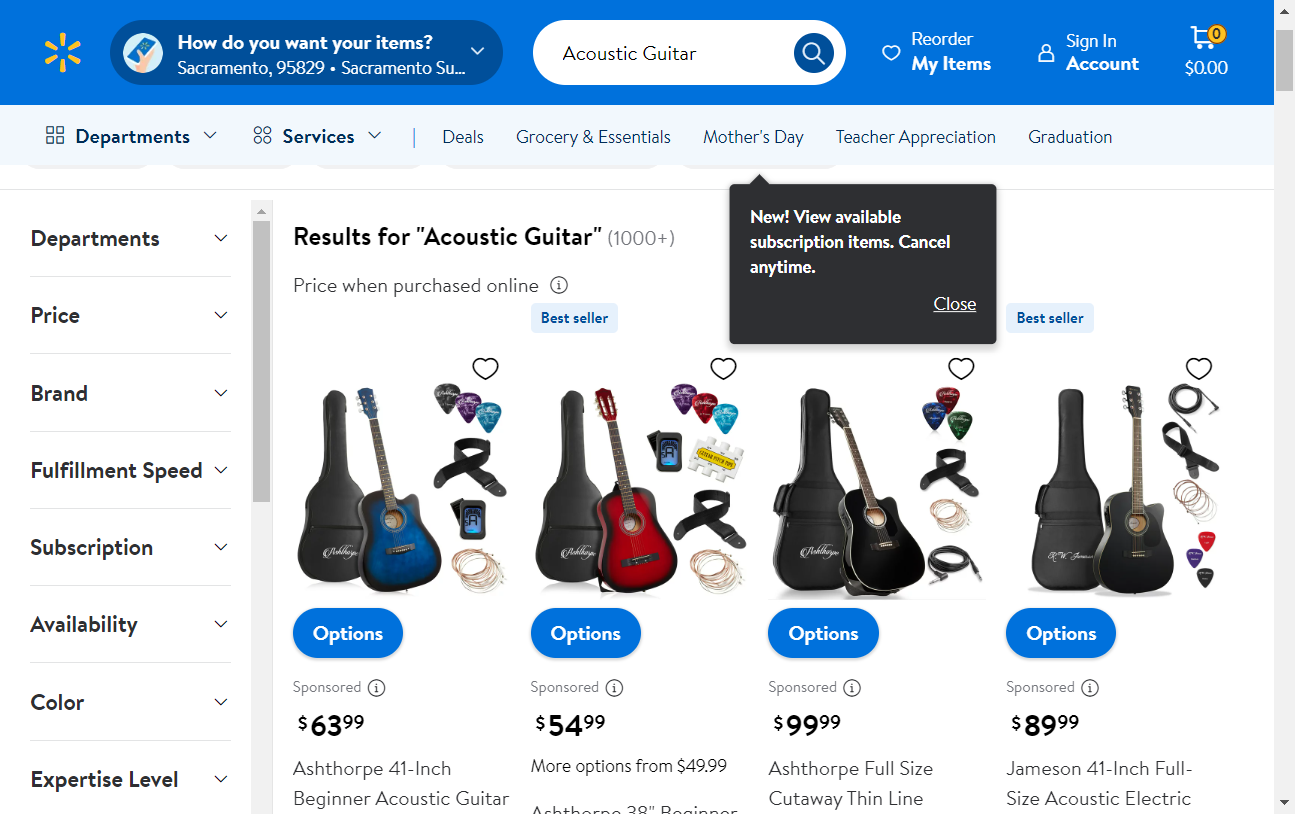 How do you want your items?
Sacramento, 95829 • Sacramento Su...
Acoustic Guitar
Reorder
My Items
Sign In
Account
0
$0.00
Departments
Services
Deals
Grocery & Essentials
Mother's Day
Teacher Appreciation
Graduation
New! View available
subscription items. Cancel
anytime.
Close
Departments
Price
Brand
Fulfillment Speed
Subscription
Availability
Color
Expertise Level
Results for "Acoustic Guitar" (1000+)
Price when purchased online
Ashthorpe
Options
Sponsored
$63 99
Ashthorpe 41-Inch
Beginner Acoustic Guitar
Best seller
Ashthorpe
Options
Sponsored
$54 99
More options from $49.99
Ashthorpe 38" Beginner
Ashthorpe
Options
Sponsored
$99 99
Ashthorpe Full Size
Cutaway Thin Line
Best seller
Options
Sponsored
$89 99
Jameson 41-Inch Full-
Size Acoustic Electric